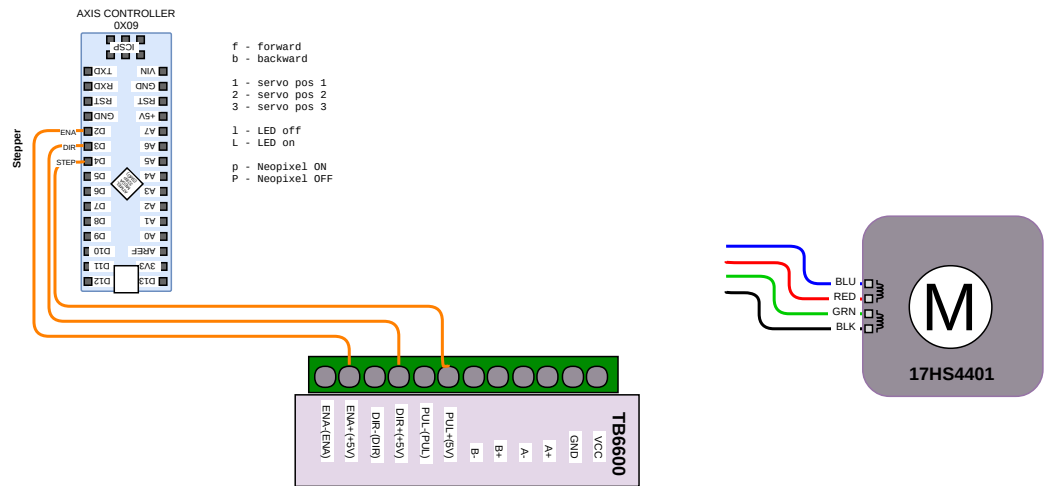 AXIS CONTROLLER
0X09
ICSP
TXD
RXD
RST
GND
D2
D3
D4
D5
D6
D7
D8
D9
D10
D11
D12
VIN
GND
RST
+5V
A7
A6
A5
A4
A3
A2
A1
A0
AREF
3V3
D13
Stepper
ENA
DIR
STEP
f - forward
b - backward
1 - servo pos 1
2 - servo pos 2
3 - servo pos 3
l - LED off
L - LED on
p - Neopixel ON
P - Neopixel OFF
ENA-(ENA)
ENA+(+5V)
DIR-(DIR)
DIR+(+5V)
PUL-(PUL)
PUL+(5V)
B-
B+
A-
A+
GND
VCC
TB6600
BLU
RED
GRN
BLK
M
17HS4401